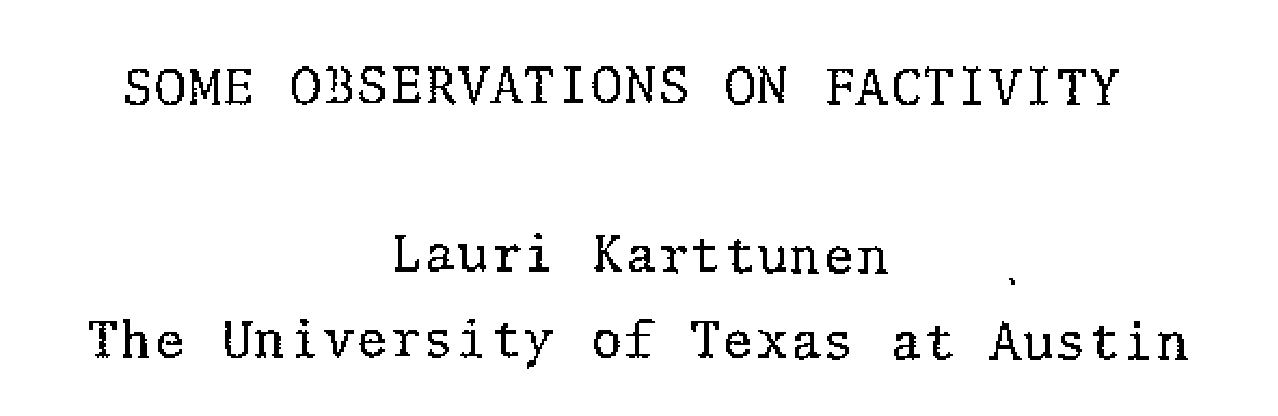 SOME OBSERVATIONS ON FACTIVITY
Lauri Karttunen
The University of Texas at Austin